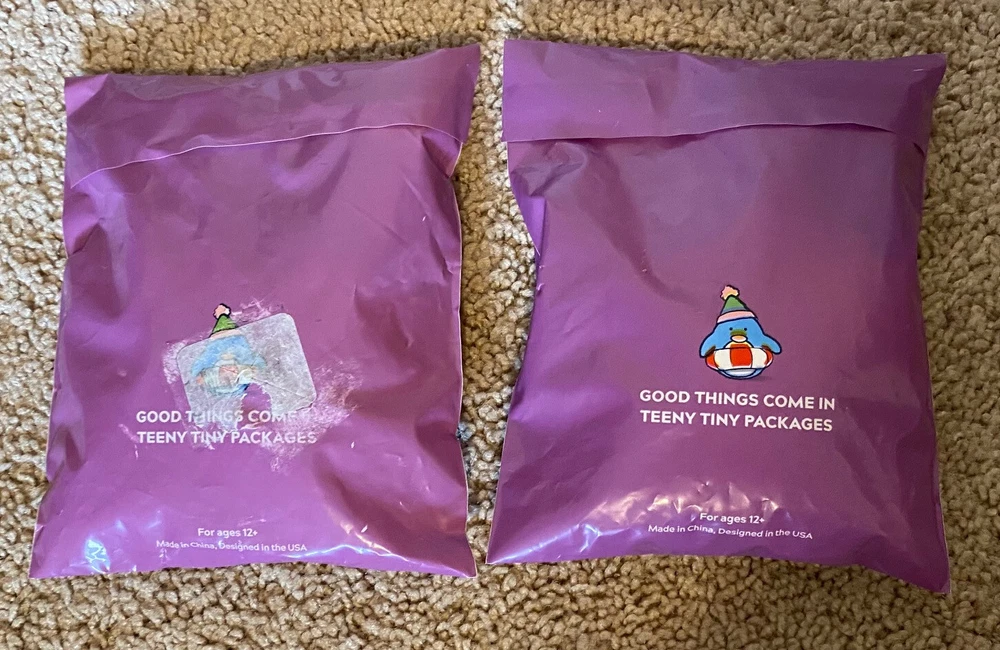 GOOD THINGS COME
TEENY TINY PACKAGES
For ages 12+
Made in China, Designed in the USA
GOOD THINGS COME IN
TEENY TINY PACKAGES
For ages 12+
Made in China, Designed in the USA